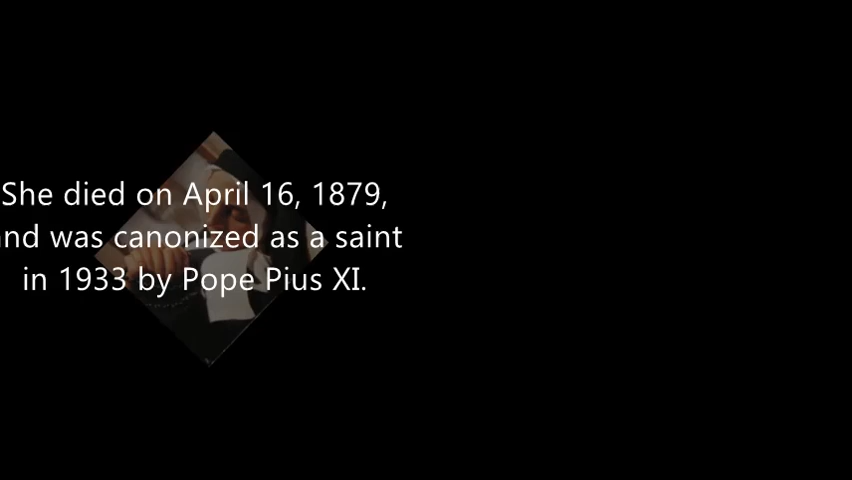 She died on April 16, 1879,
nd was canonized as a saint
in 1933 by Pope Pius XI.